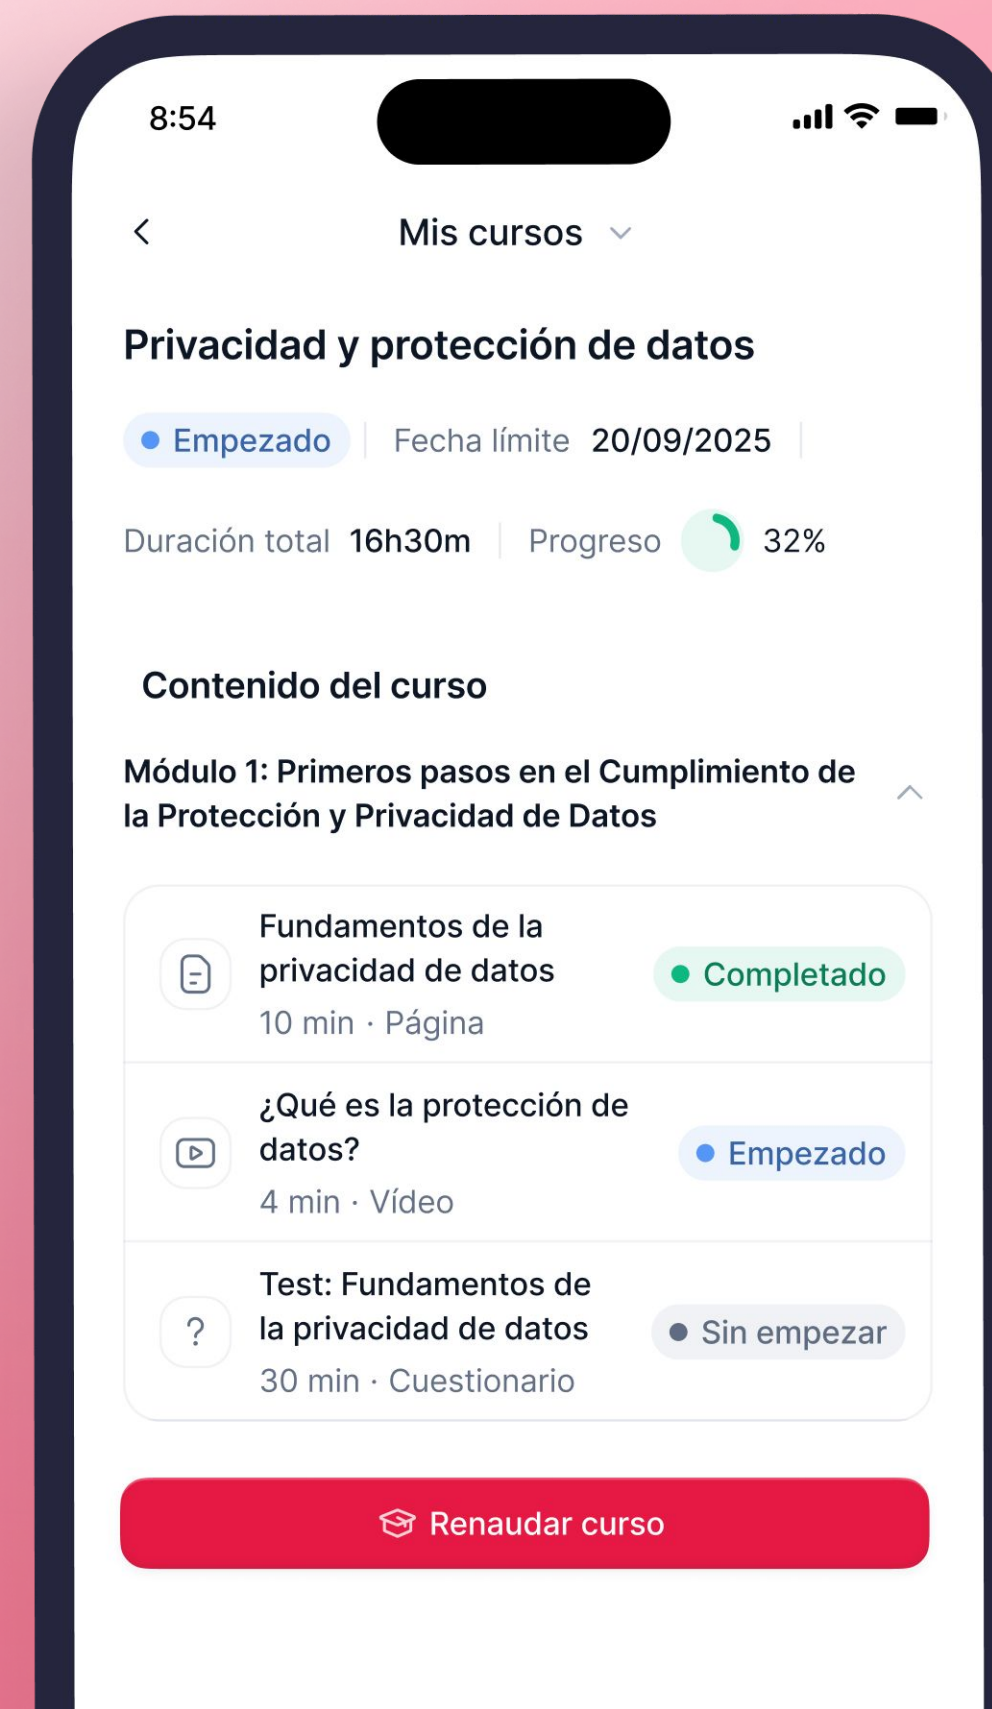 8:54
Mis cursos
Privacidad y protección de datos
Empezado Fecha límite 20/09/2025
Duración total 16h30m Progreso 32%
Contenido del curso
Módulo 1: Primeros pasos en el Cumplimiento de
la Protección y Privacidad de Datos
Fundamentos de la
privacidad de datos
10 min · Página
Completado
¿Qué es la protección de
datos?
4 min · Vídeo
Empezado
Test: Fundamentos de
la privacidad de datos
30 min · Cuestionario
Sin empezar
Renaudar curso